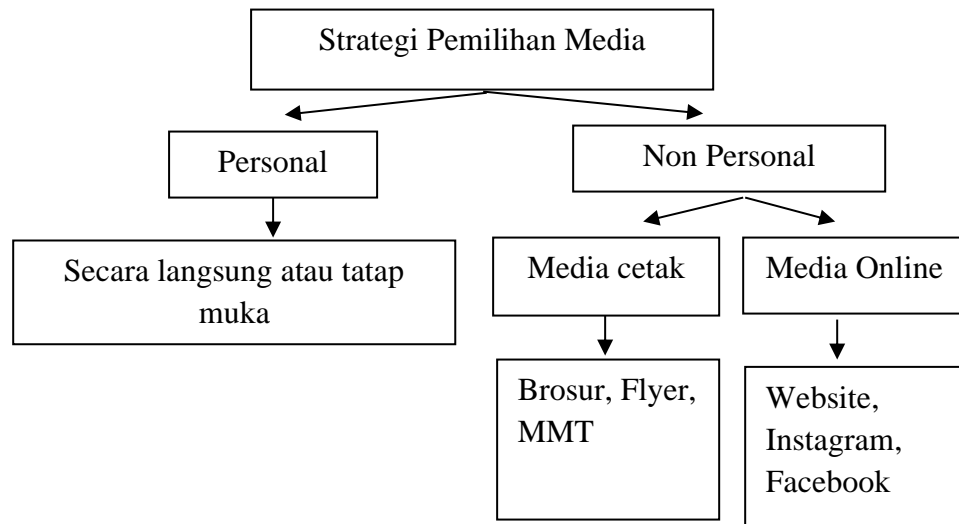 Strategi Pemilihan Media
Personal
Non Personal
Secara langsung atau tatap
muka
Media cetak
Media Online
Brosur, Flyer,
MMT
Website,
Instagram,
Facebook